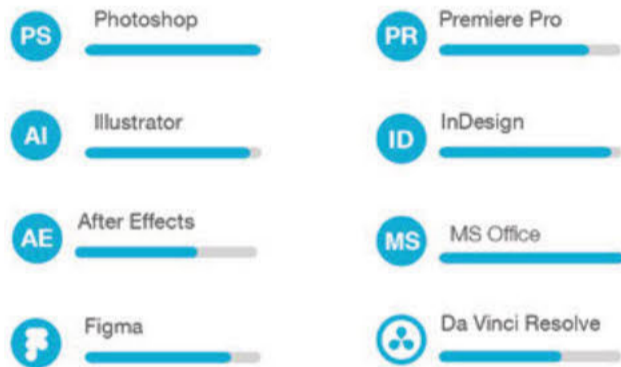 PS Photoshop
PR Premiere Pro
AI Illustrator
ID InDesign
AE After Effects
MS MS Office
Figma
Da Vinci Resolve